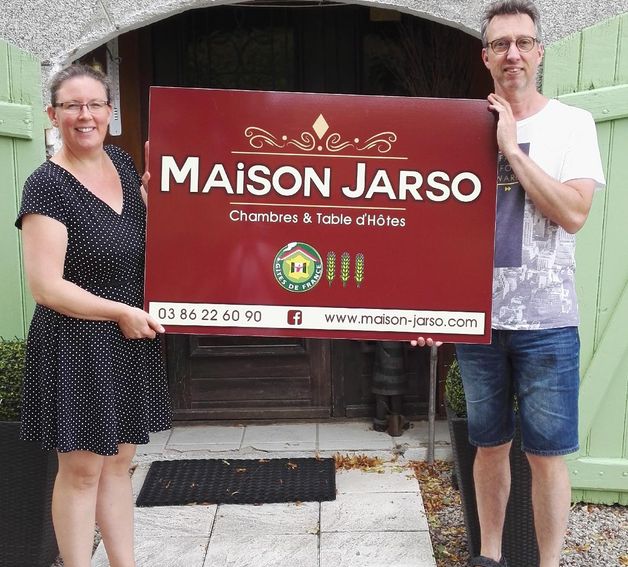 MAiSON JARSO
Chambres & Table d'Hôtes
GÎTES DE FRANCE
03 86 22 60 90 www.maison-jarso.com